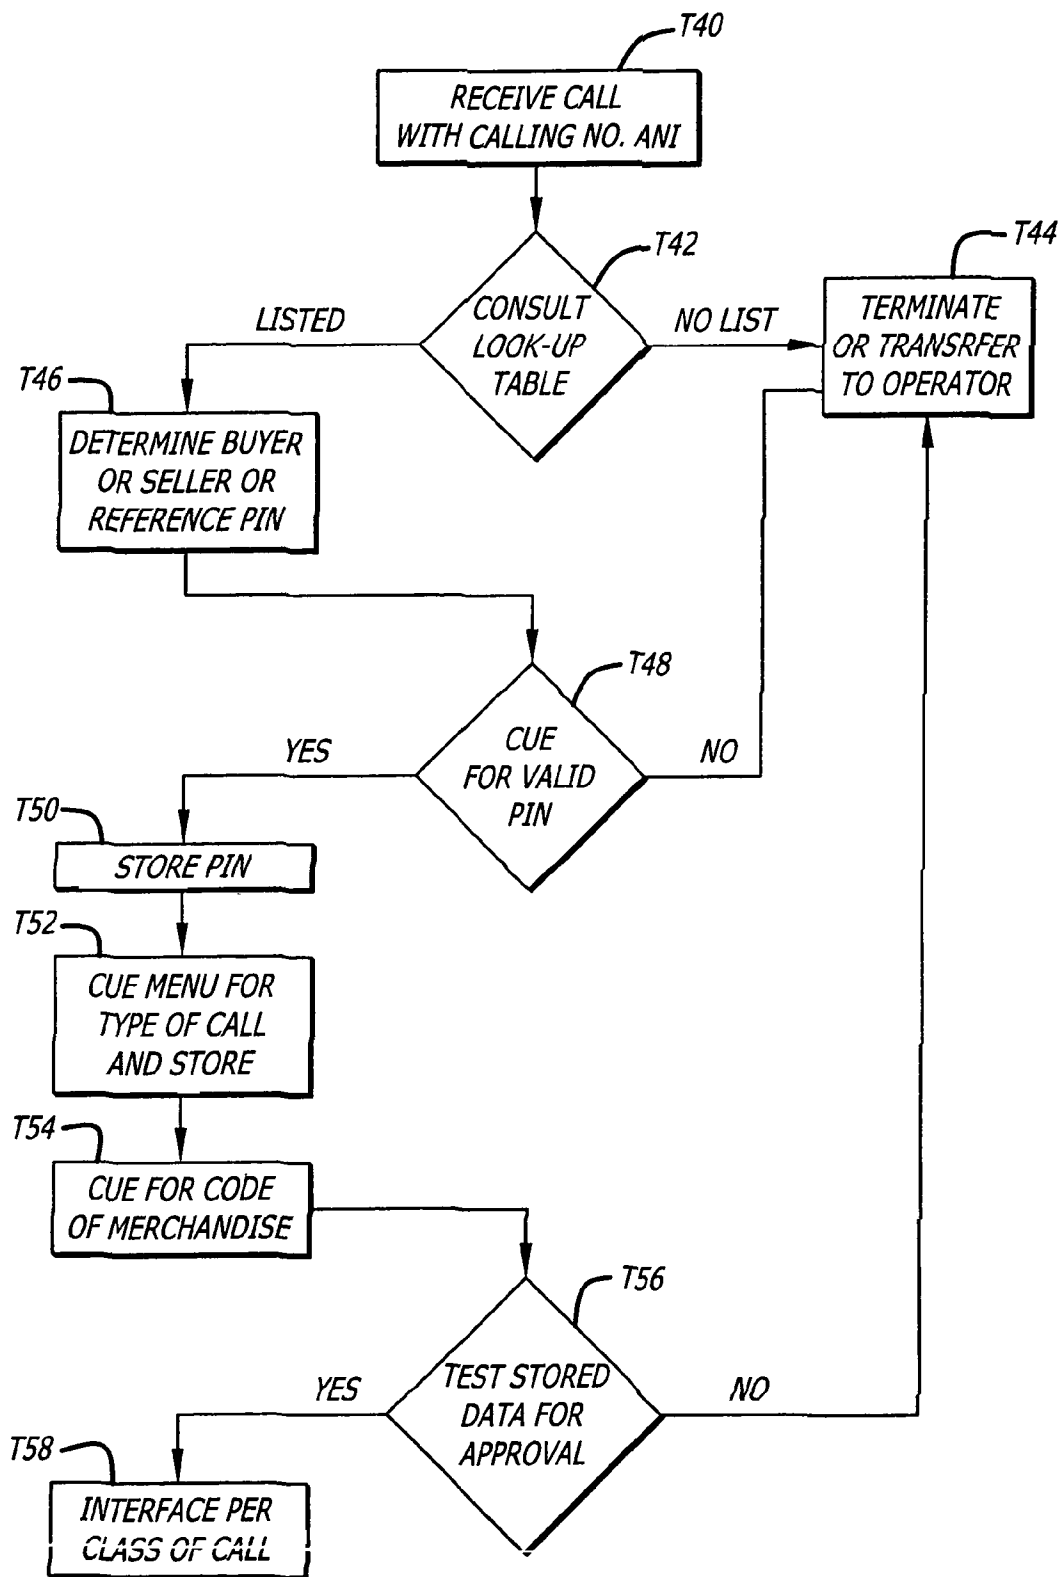 T40
RECEIVE CALL
WITH CALLING NO. ANI
T42
CONSULT
LOOK-UP
TABLE
LISTED
NO LIST
T44
TERMINATE
OR TRANSRFER
TO OPERATOR
T46
DETERMINE BUYER
OR SELLER OR
REFERENCE PIN
T48
CUE
FOR VALID
PIN
YES
NO
T50
STORE PIN
T52
CUE MENU FOR
TYPE OF CALL
AND STORE
T54
CUE FOR CODE
OF MERCHANDISE
T56
TEST STORED
DATA FOR
APPROVAL
YES
NO
T58
INTERFACE PER
CLASS OF CALL